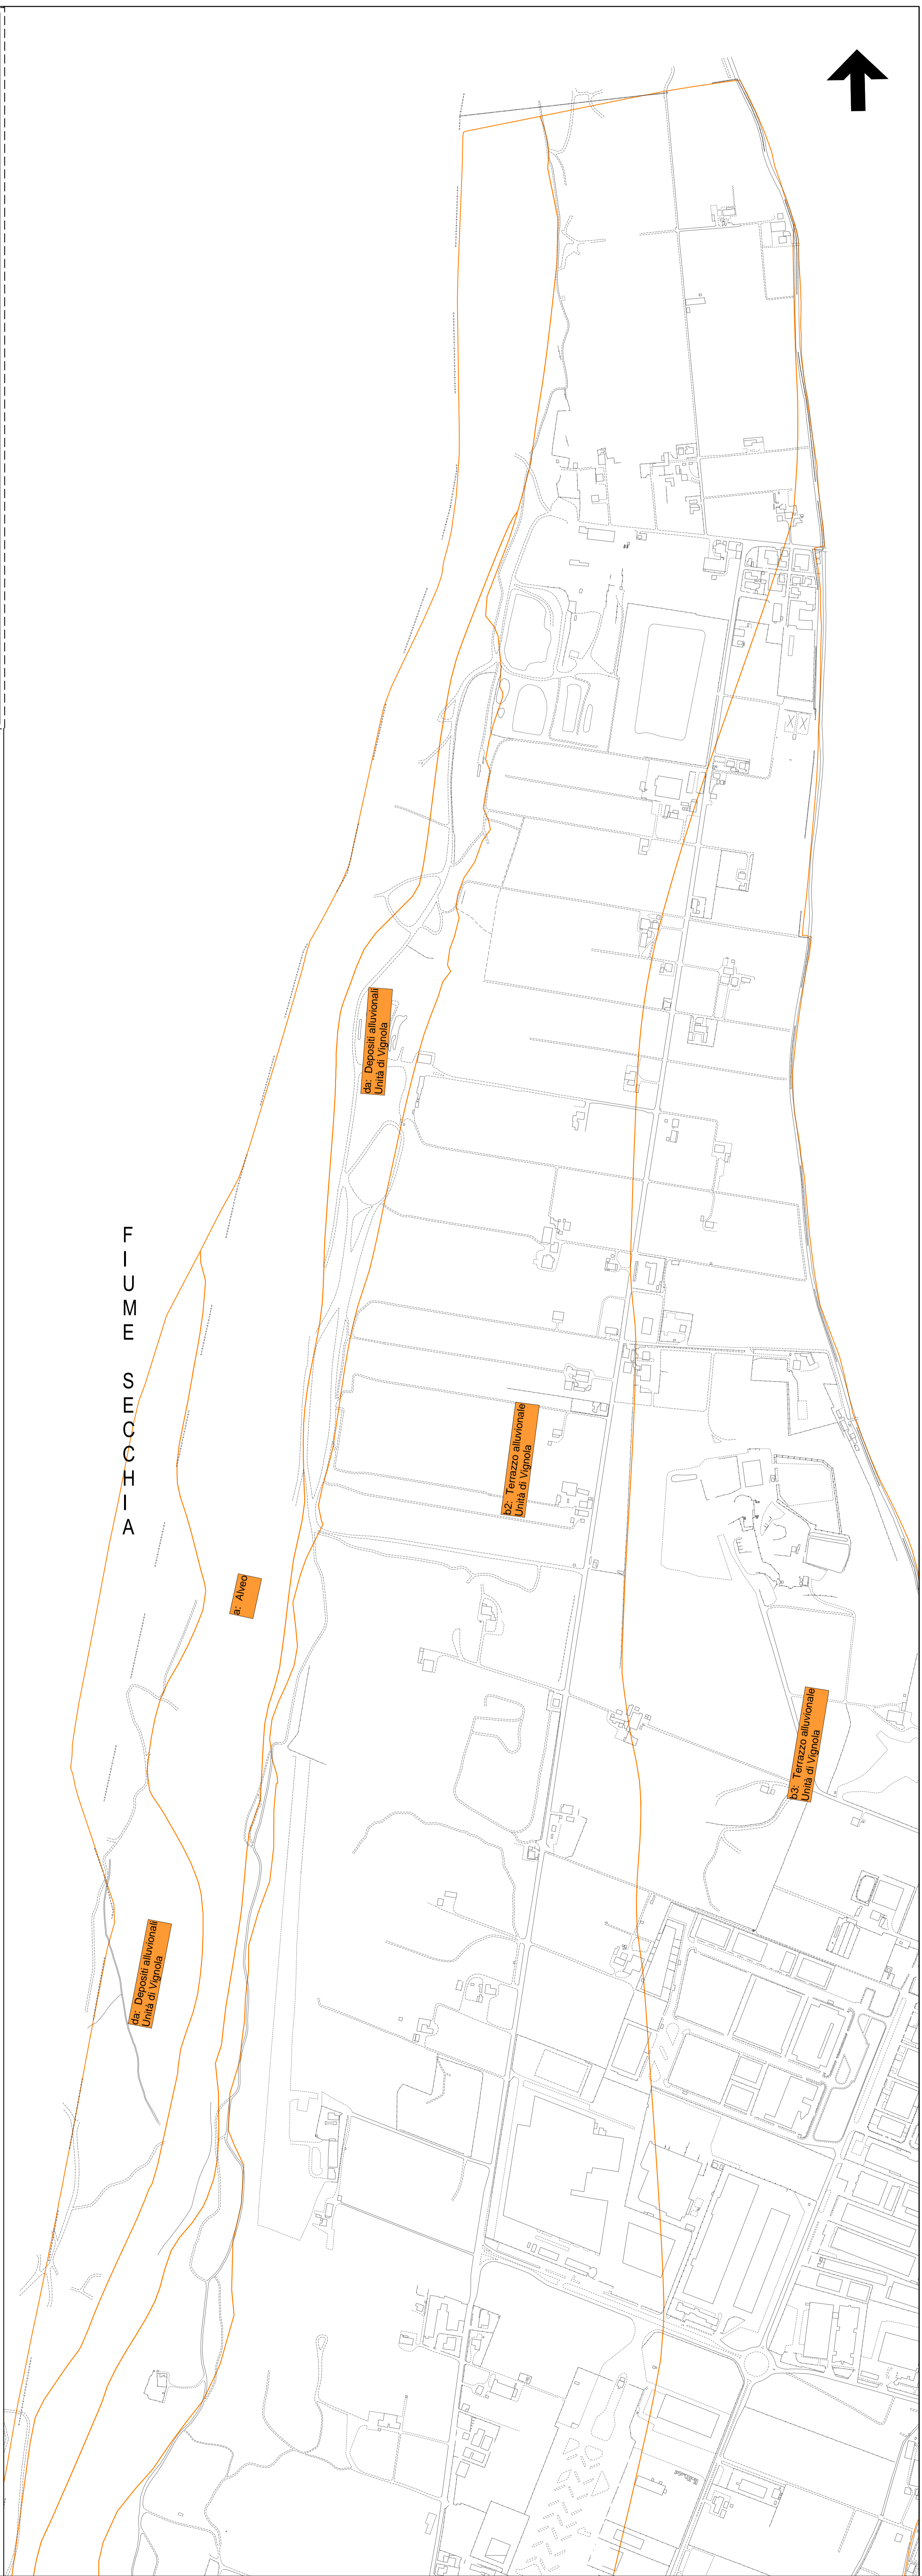 da: Depositi alluvionali
Unità di Vignola
FIUME SECCHIA
b2: Terrazzo alluvionale
Unità di Vignola
a: Alveo
b3: Terrazzo alluvionale
Unità di Vignola
da: Depositi alluvionali
Unità di Vignola